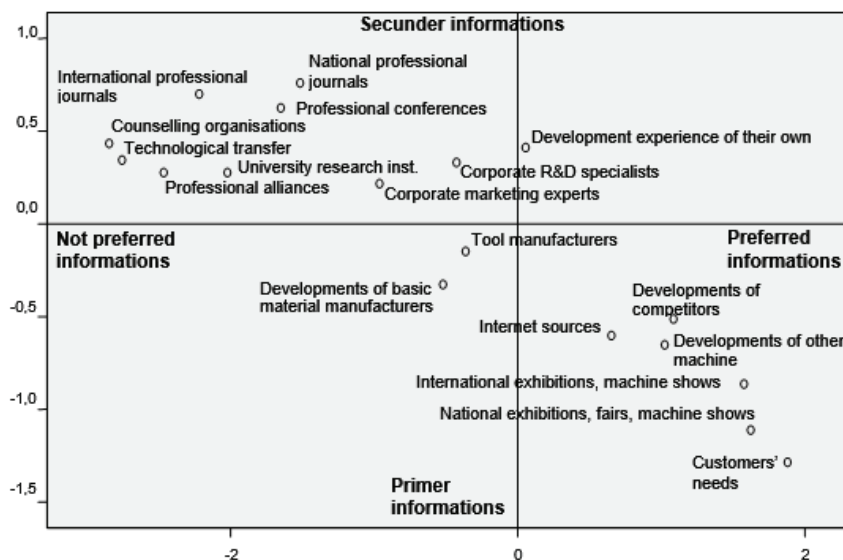 1,0
Secunder informations
National professional
journals
International professional
journals
Professional conferences
0,5
Counselling organisations
Development experience of their own
Technological transfer
University research inst.
Corporate R&D specialists
Professional alliances
Corporate marketing experts
0,0
Not preferred
informations
Tool manufacturers
Preferred
informations
Developments of basic
material manufacturers
Developments of
competitors
-0,5
Internet sources
Developments of other
machine
International exhibitions, machine shows
-1,0
National exhibitions, fairs, machine shows
Customers'
needs
Primer
informations
-1,5
-2
0
2